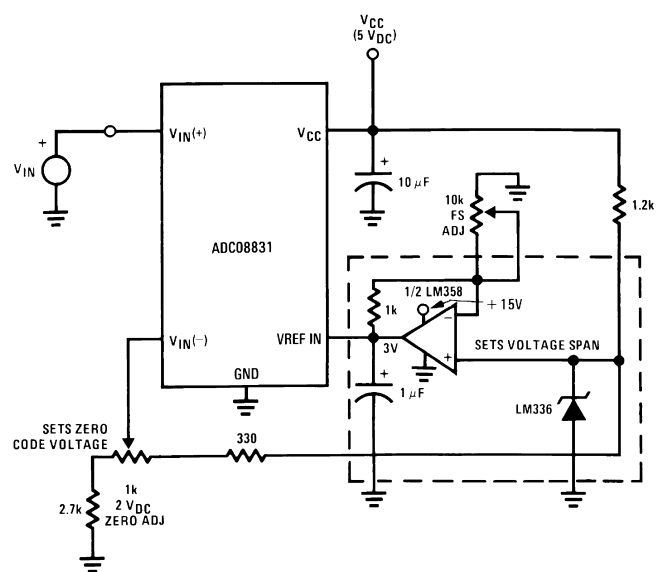 VCC
(5 VDC)
+
VIN(+)
VCC
VIN
+
10 µF
10k
FS
ADJ
1.2k
ADC08831
1/2 LM358
+ 15V
1k
−
VIN(−)
VREF IN
3V
+
SETS VOLTAGE SPAN
GND
+
1 µF
LM336
SETS ZERO
CODE VOLTAGE
330
1k
2 VDC
ZERO ADJ
2.7k